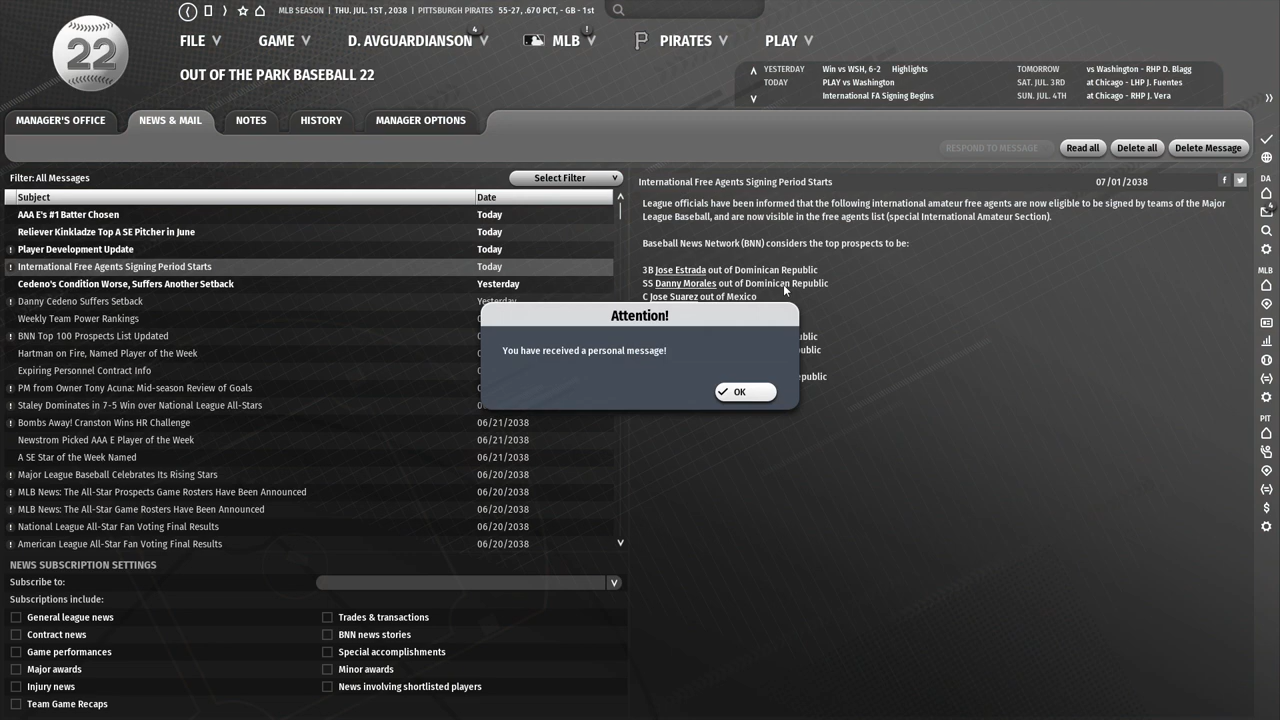 MLB SEASON | THU. JUL. 1ST , 2038 | PITTSBURGH PIRATES 55-27, .670 PCT, - GB - 1st
22
FILE GAME D. AVGUARDIANSON 4 MLB ! P PIRATES PLAY
OUT OF THE PARK BASEBALL 22
YESTERDAY Win vs WSH, 6-2 Highlights TOMORROW vs Washington - RHP D. Blagg
TODAY PLAY vs Washington SAT. JUL. 3RD at Chicago - LHP J. Fuentes
International FA Signing Begins SUN. JUL. 4TH at Chicago - RHP J. Vera
MANAGER'S OFFICE NEWS & MAIL NOTES HISTORY MANAGER OPTIONS
RESPOND TO MESSAGE Read all Delete all Delete Message
Filter: All Messages Select Filter
Subject Date
AAA E's #1 Batter Chosen Today
Reliever Kinkladze Top A SE Pitcher in June Today
! Player Development Update Today
! International Free Agents Signing Period Starts Today
Cedeno's Condition Worse, Suffers Another Setback Yesterday
! Danny Cedeno Suffers Setback Yesterday
Weekly Team Power Rankings
! BNN Top 100 Prospects List Updated
Hartman on Fire, Named Player of the Week
Expiring Personnel Contract Info
! PM from Owner Tony Acuna: Mid-season Review of Goals
! Staley Dominates in 7-5 Win over National League All-Stars
! Bombs Away! Cranston Wins HR Challenge 06/21/2038
Newstrom Picked AAA E Player of the Week 06/21/2038
A SE Star of the Week Named 06/21/2038
! Major League Baseball Celebrates Its Rising Stars 06/20/2038
! MLB News: The All-Star Prospects Game Rosters Have Been Announced 06/20/2038
! MLB News: The All-Star Game Rosters Have Been Announced 06/20/2038
! National League All-Star Fan Voting Final Results 06/20/2038
! American League All-Star Fan Voting Final Results 06/20/2038
NEWS SUBSCRIPTION SETTINGS
Subscribe to:
Subscriptions include:
General league news Trades & transactions
Contract news BNN news stories
Game performances Special accomplishments
Major awards Minor awards
Injury news News involving shortlisted players
Team Game Recaps
International Free Agents Signing Period Starts 07/01/2038 f
League officials have been informed that the following international amateur free agents are now eligible to be signed by teams of the Major
League Baseball, and are now visible in the free agents list (special International Amateur Section).
Baseball News Network (BNN) considers the top prospects to be:
3B Jose Estrada out of Dominican Republic
SS Danny Morales out of Dominican Republic
C Jose Suarez out of Mexico
Attention!
You have received a personal message!
OK
DA
4
MLB
PIT
$